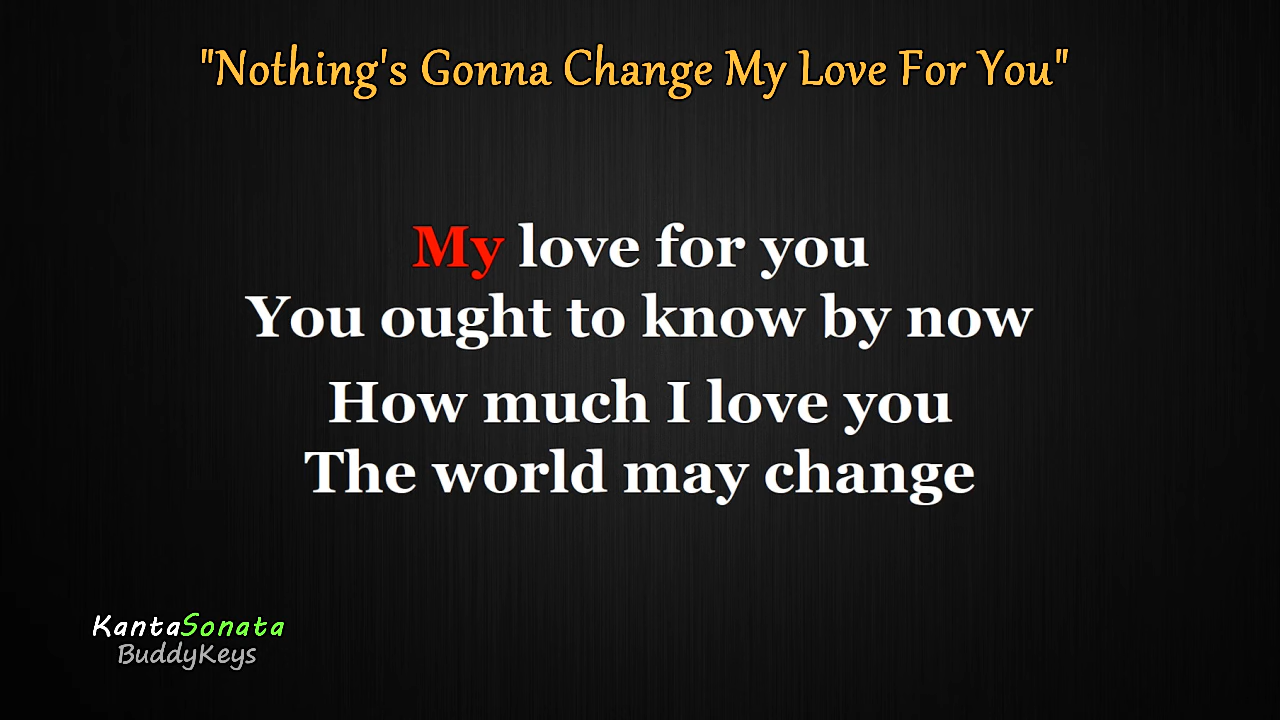 "Nothing's Gonna Change My Love For You"
My love for you
You ought to know by now
How much I love you
The world may change
KantaSonata
BuddyKeys